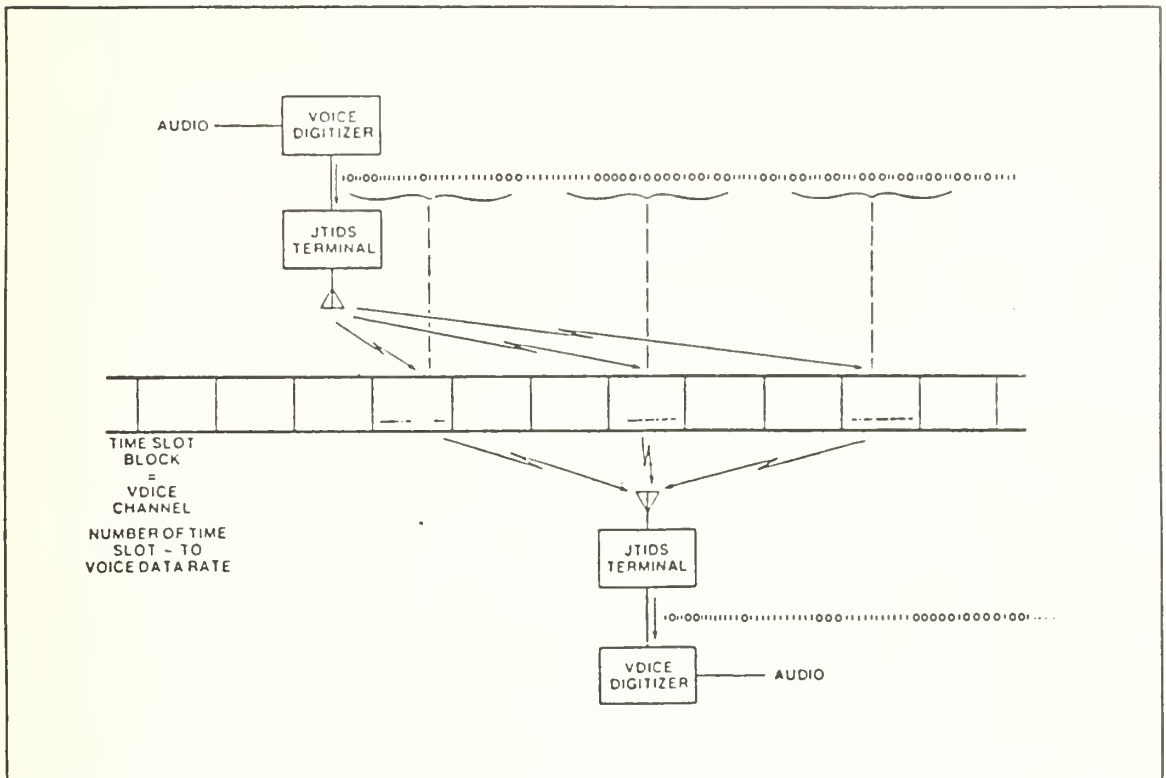 VOICE
DIGITIZER
AUDIO
JTIDS
TERMINAL
TIME SLOT
BLOCK
=
VOICE
CHANNEL
NUMBER OF TIME
SLOT ~ TO
VOICE DATA RATE
JTIDS
TERMINAL
VOICE
DIGITIZER
AUDIO